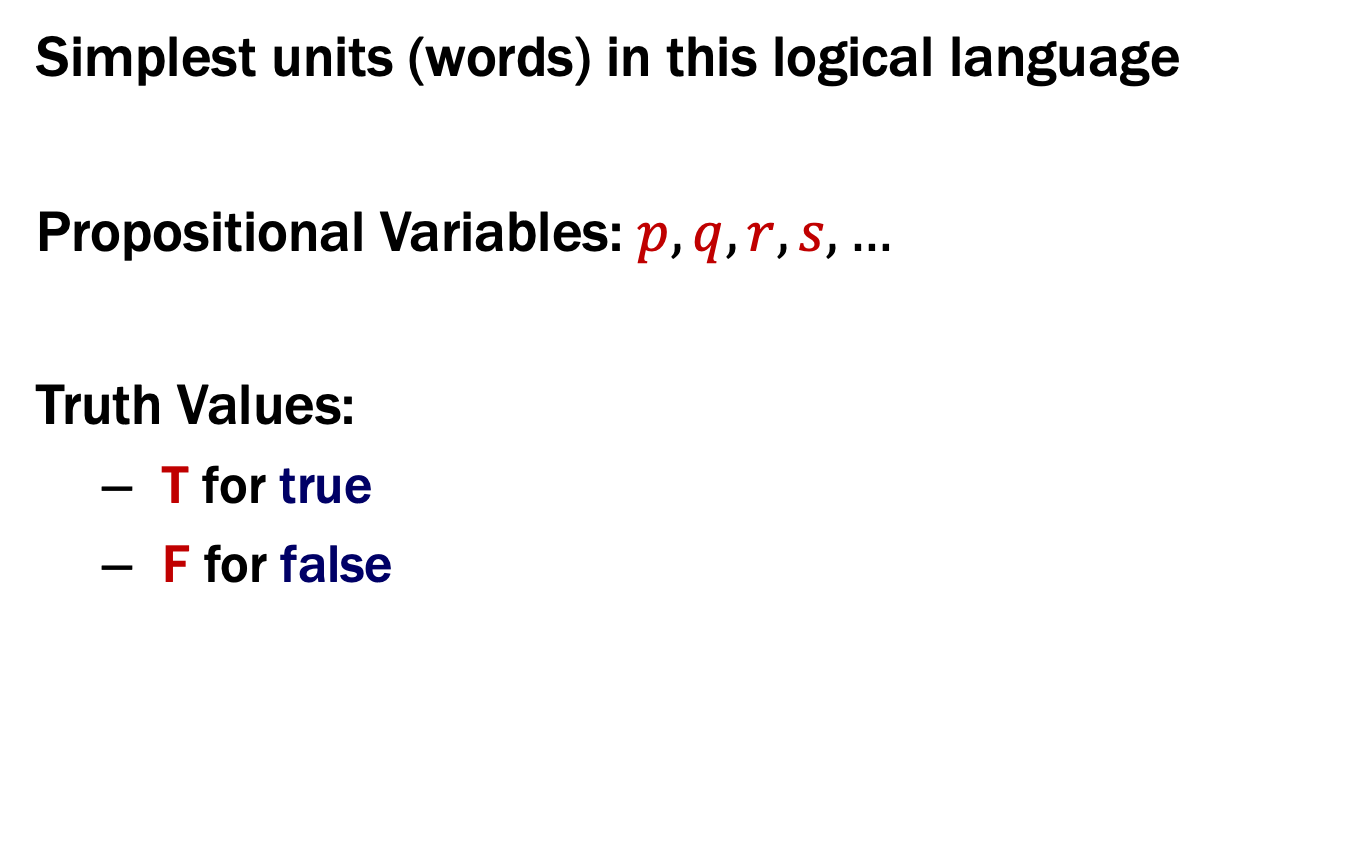 Simplest units (words) in this logical language
Propositional Variables: p, q, r, s, ...
Truth Values:
– T for true
– F for false